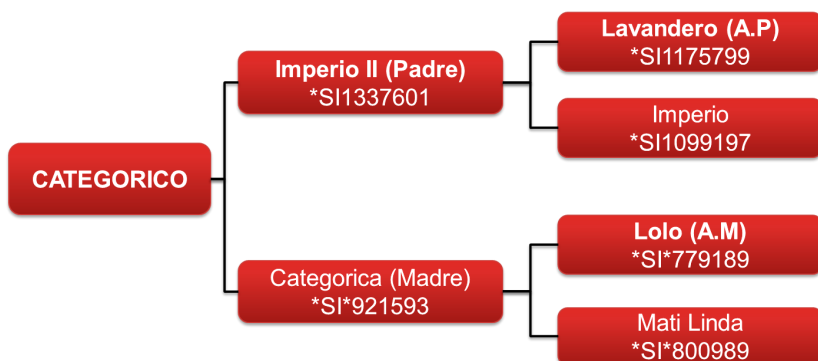 CATEGORICO
Imperio II (Padre)
*SI1337601
Categorica (Madre)
*SI*921593
Lavandero (A.P)
*SI1175799
Imperio
*SI1099197
Lolo (A.M)
*SI*779189
Mati Linda
*SI*800989